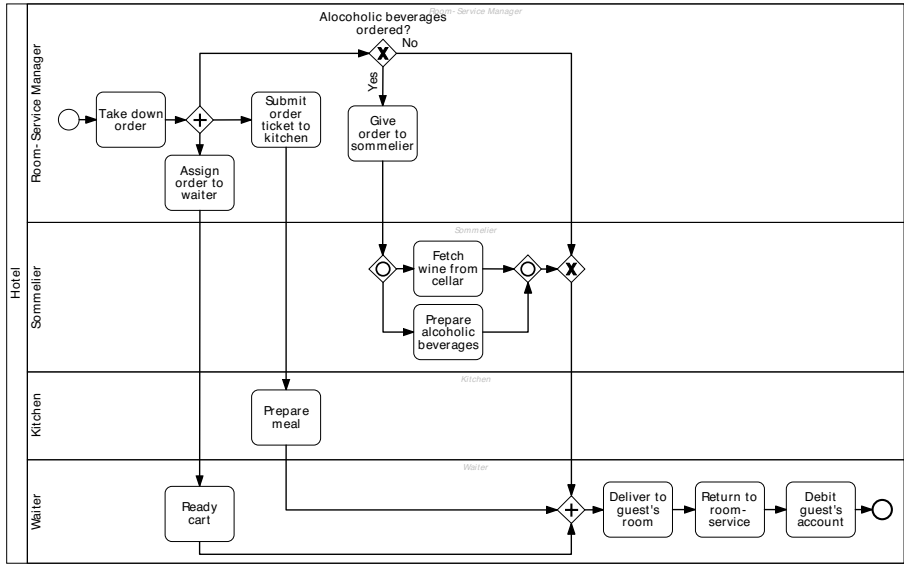 Hotel
Room-Service Manager
Room-Service Manager
Alocoholic beverages
ordered?
No
Yes
Take down
order
Submit
order
ticket to
kitchen
Give
order to
sommelier
Assign
order to
waiter
Sommelier
Sommelier
Fetch
wine from
cellar
Prepare
alcoholic
beverages
Kitchen
Kitchen
Prepare
meal
Waiter
Waiter
Ready
cart
Deliver to
guest's
room
Return to
room-
service
Debit
guest's
account